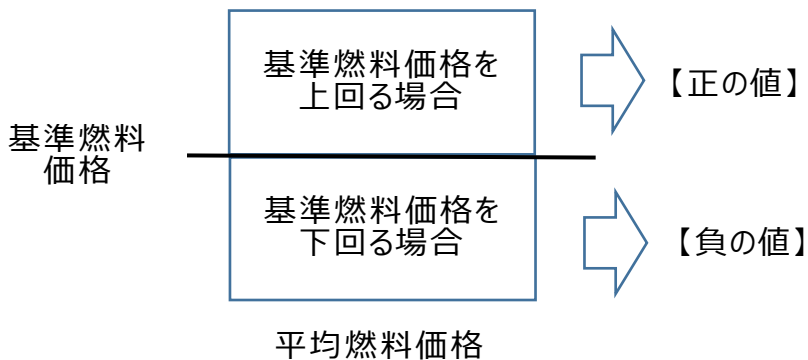 基準燃料価格を
上回る場合
【正の値】
基準燃料
価格
基準燃料価格を
下回る場合
【負の値】
平均燃料価格